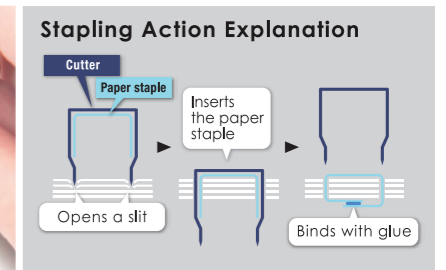 Stapling Action Explanation
Cutter
Paper staple
Inserts
the paper
staple
Opens a slit
Binds with glue